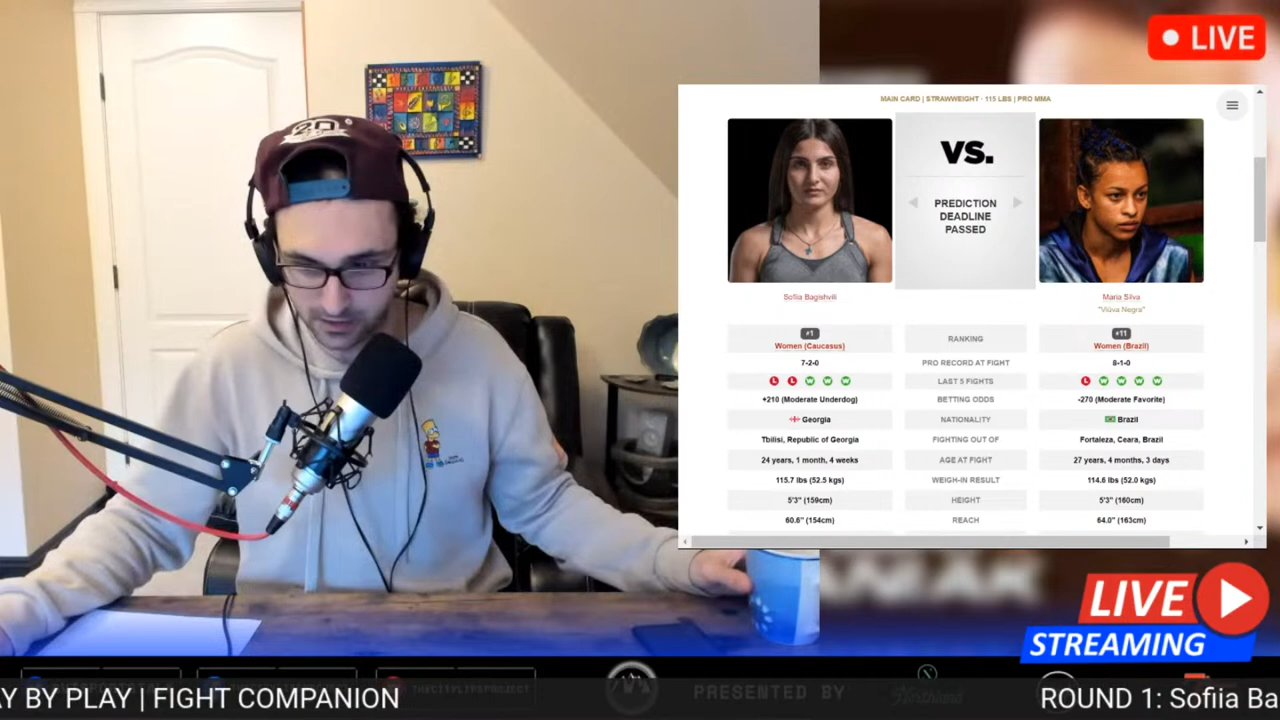 LIVE
MAIN CARD | STRAWWEIGHT · 115 LBS | PRO MMA
VS.
PREDICTION
DEADLINE
PASSED
Sofiia Bagishvili
Maria Silva
"Viúva Negra"
#1 RANKING #11
Women (Caucasus) Women (Brazil)
7-2-0 PRO RECORD AT FIGHT 8-1-0
L L W W W LAST 5 FIGHTS L W W W W
+210 (Moderate Underdog) BETTING ODDS -270 (Moderate Favorite)
Georgia NATIONALITY Brazil
Tbilisi, Republic of Georgia FIGHTING OUT OF Fortaleza, Ceara, Brazil
24 years, 1 month, 4 weeks AGE AT FIGHT 27 years, 4 months, 3 days
115.7 lbs (52.5 kgs) WEIGH-IN RESULT 114.6 lbs (52.0 kgs)
5'3" (159cm) HEIGHT 5'3" (160cm)
60.6" (154cm) REACH 64.0" (163cm)
LIVE
STREAMING
PRESENTED BY
Northland
AY BY PLAY | FIGHT COMPANION
ROUND 1: Sofiia Ba